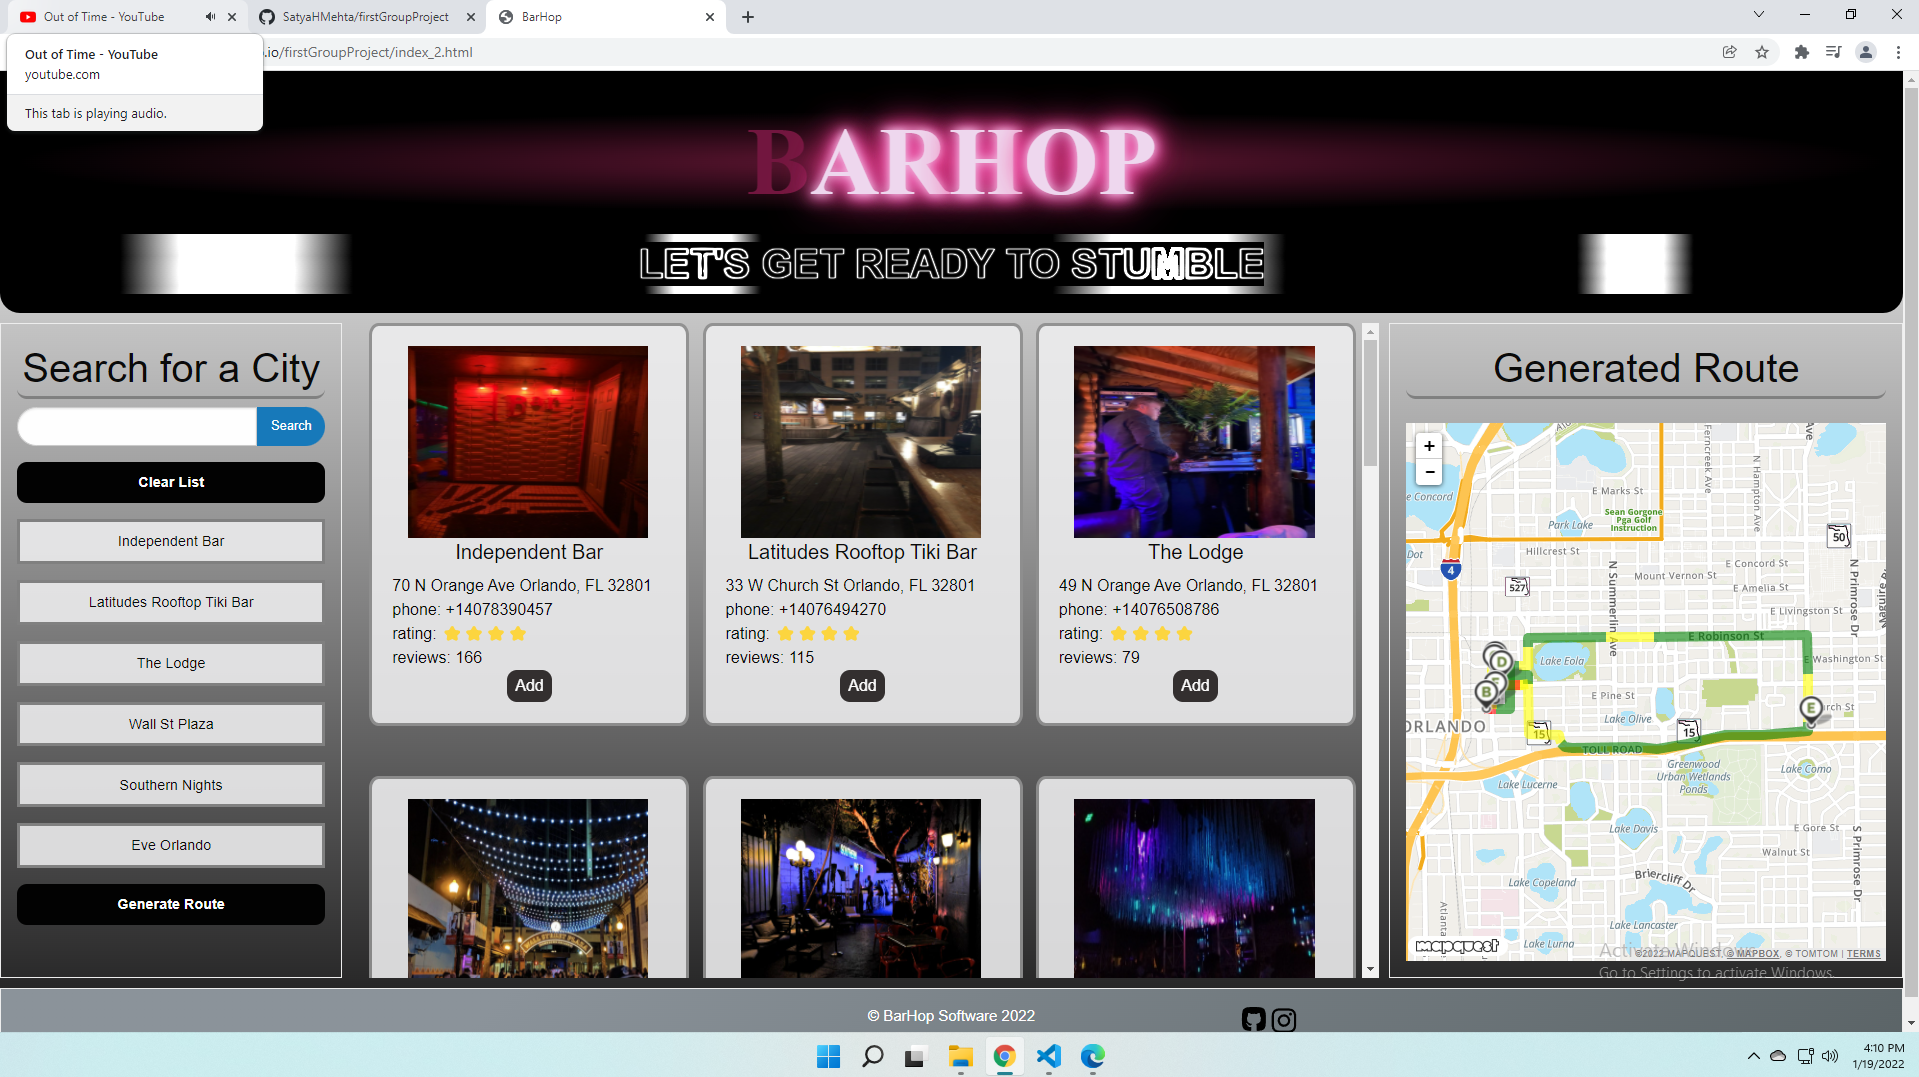 Out of Time - YouTube
SatyaHMehta/firstGroupProject
BarHop
Out of Time - YouTube
youtube.com
This tab is playing audio.
.io/firstGroupProject/index_2.html
BARHOP
LET'S GET READY TO STUMBLE
Search for a City
Search
Clear List
Independent Bar
Latitudes Rooftop Tiki Bar
The Lodge
Wall St Plaza
Southern Nights
Eve Orlando
Generate Route
Independent Bar
70 N Orange Ave Orlando, FL 32801
phone: +14078390457
rating:
reviews: 166
Add
Latitudes Rooftop Tiki Bar
33 W Church St Orlando, FL 32801
phone: +14076494270
rating:
reviews: 115
Add
The Lodge
49 N Orange Ave Orlando, FL 32801
phone: +14076508786
rating:
reviews: 79
Add
Generated Route
+
-
Ave
Ferncreek Ave
N Hampton Ave
e Concord
E Marks St
Sean Gorgone
Pga Golf
Instruction
Park Lake
50
Dot
Hillcrest St
4
E Concord St
N Summerlin Ave
Mount Vernon St
N Primrose Dr
527
E Amelia St
E Livingston St
E Robinson St
Lake Eola
E Washington St
D
B
E Pine St
E
rch St
ORLANDO
Lake Olive
15
15
TOLL ROAD
Greenwood
Urban Wetlands
Ponds
Lake Como
Lake Lucerne
Lake Davis
E Gore St
S Primrose Dr
Walnut St
Briercliff Dr
Lake Copeland
Atlanta
Lake Lancaster
Lake Lurna
mapquest
©2022 MAPQUEST, © MAPBOX, © TOMTOM | TERMS
Activate Windows
Go to Settings to activate Windows.
© BarHop Software 2022
4:10 PM
1/19/2022